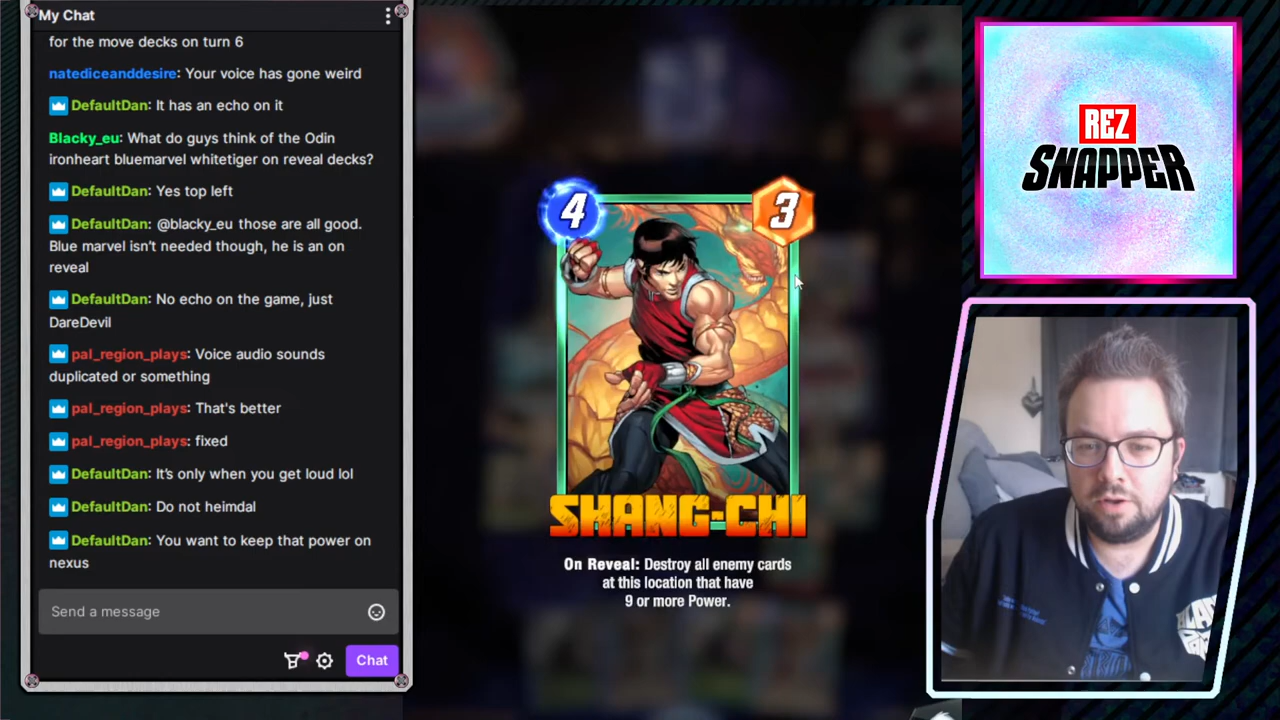 My Chat
for the move decks on turn 6
natediceanddesire: Your voice has gone weird
DefaultDan: It has an echo on it
Blacky_eu: What do guys think of the Odin
ironheart bluemarvel whitetiger on reveal decks?
DefaultDan: Yes top left
DefaultDan: @blacky_eu those are all good.
Blue marvel isn't needed though, he is an on
reveal
DefaultDan: No echo on the game, just
DareDevil
pal_region_plays: Voice audio sounds
duplicated or something
pal_region_plays: That's better
pal_region_plays: fixed
DefaultDan: It's only when you get loud lol
DefaultDan: Do not heimdal
DefaultDan: You want to keep that power on
nexus
Send a message
Chat
4
3
SHANG-CHI
On Reveal: Destroy all enemy cards
at this location that have
9 or more Power.
REZ
SNAPPER